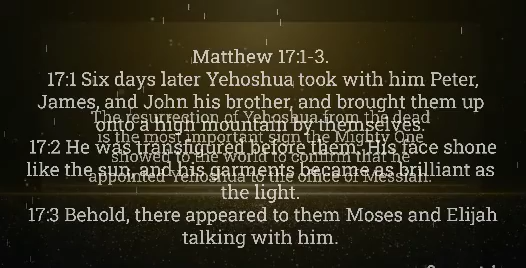 Matthew 17:1-3.
17:1 Six days later Yehoshua took with him Peter,
James, and John his brother, and brought them up
The resurrection of Yehoshua from the dead
onto a high mountain by themselves.
is the most important sign the Mighty One
17:2 He was transfigured before them. His face shone
showed to the world to confirm that he
like the sun, and his garments became as brilliant as
appointed Yehoshua to the office of Messiah.
the light.
17:3 Behold, there appeared to them Moses and Elijah
talking with him.